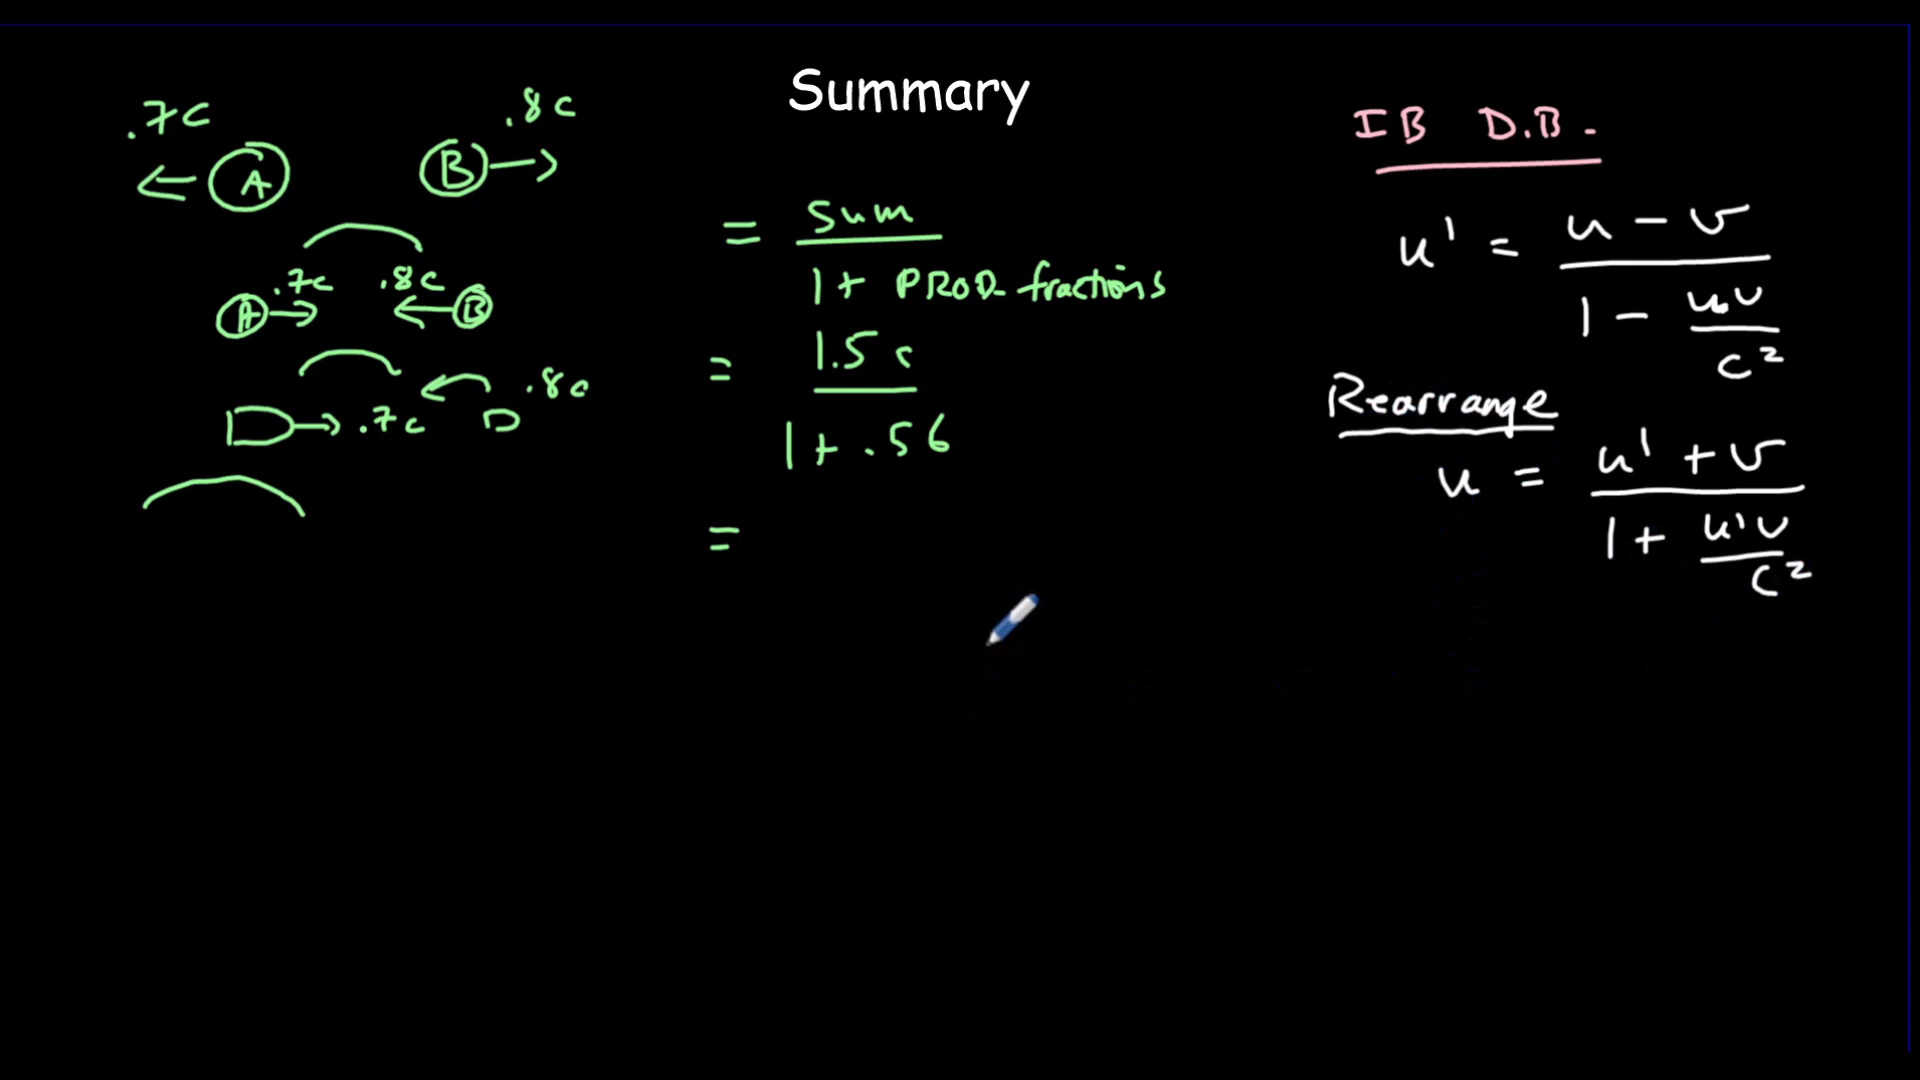 Summary
.7c
A
B
.8c
A .7c .8c B
.7c .8c
= sum
1 + PROD. fractions
= 1.5 c
1 + .56
=
IB D.B.
u' = u - v
1 - uv
c²
Rearrange
u = u' + v
1 + u'v
c²